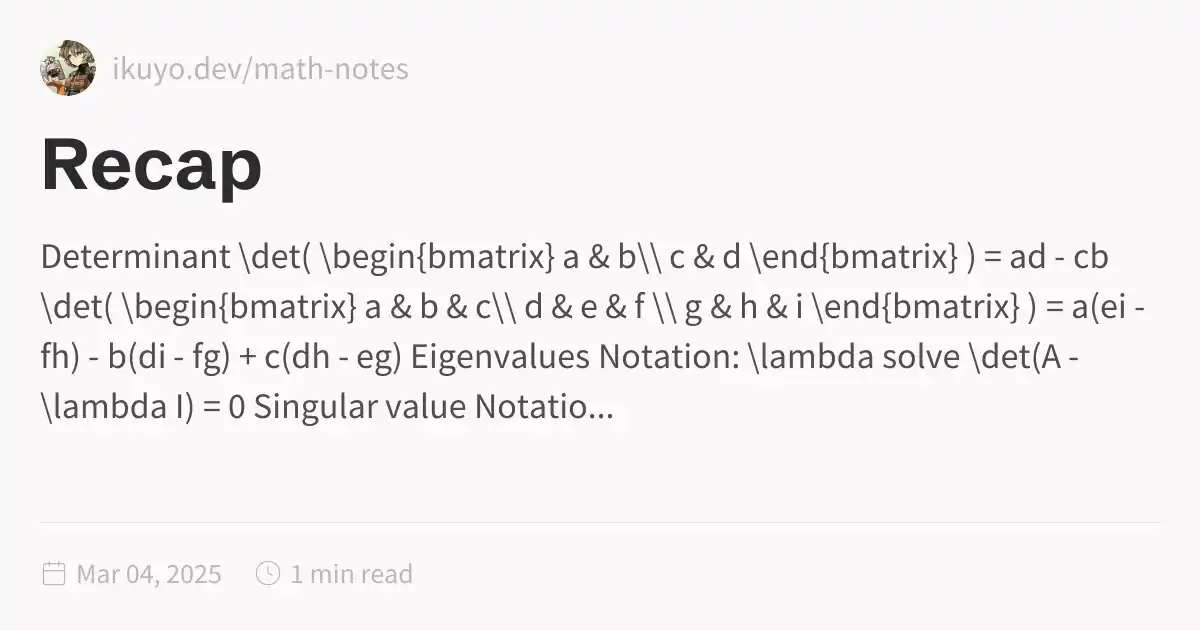 ikuyo.dev/math-notes
Recap
Determinant \det( \begin{bmatrix} a & b\\ c & d \end{bmatrix} ) = ad - cb
\det( \begin{bmatrix} a & b & c\\ d & e & f \\ g & h & i \end{bmatrix} ) = a(ei -
fh) - b(di - fg) + c(dh - eg) Eigenvalues Notation: \lambda solve \det(A -
\lambda I) = 0 Singular value Notatio...
Mar 04, 2025 1 min read